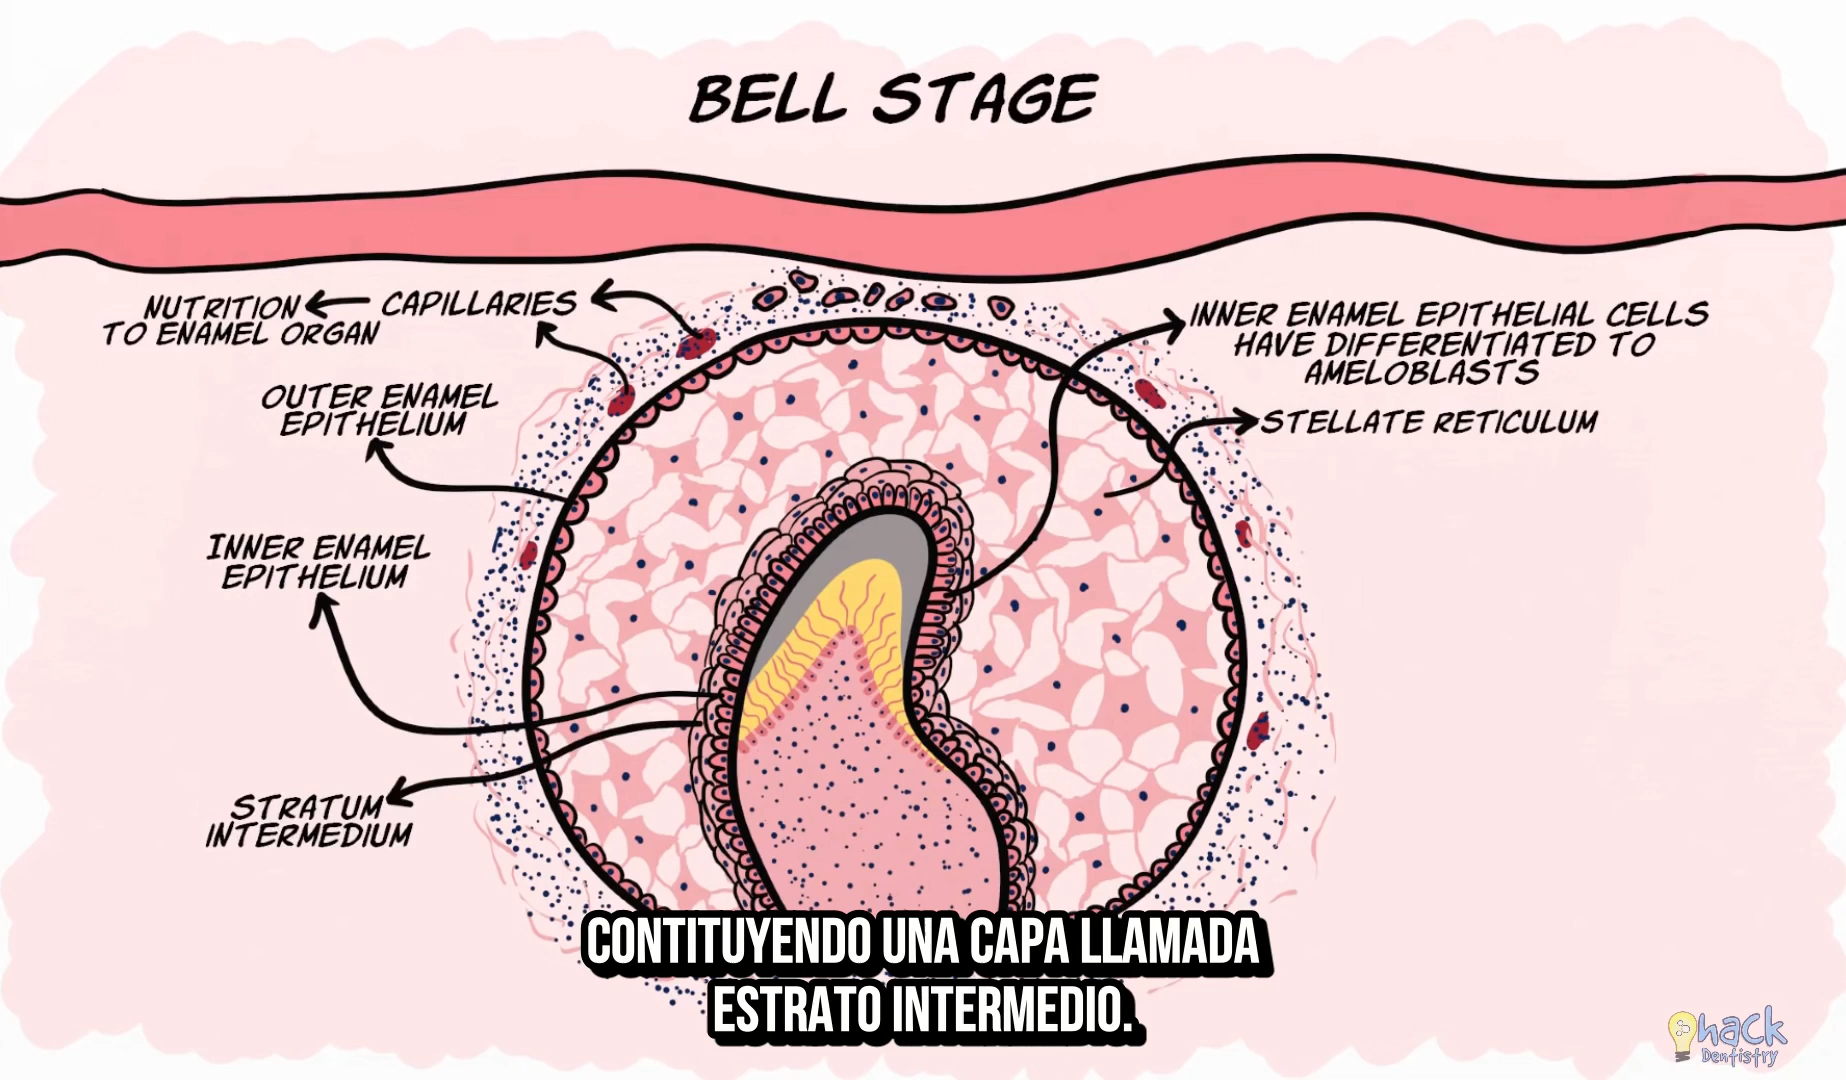 BELL STAGE
NUTRITION
TO ENAMEL ORGAN
CAPILLARIES
OUTER ENAMEL
EPITHELIUM
INNER ENAMEL
EPITHELIUM
STRATUM
INTERMEDIUM
INNER ENAMEL EPITHELIAL CELLS
HAVE DIFFERENTIATED TO
AMELOBLASTS
STELLATE RETICULUM
CONTITUYENDO UNA CAPA LLAMADA
ESTRATO INTERMEDIO.
hack
Dentistry